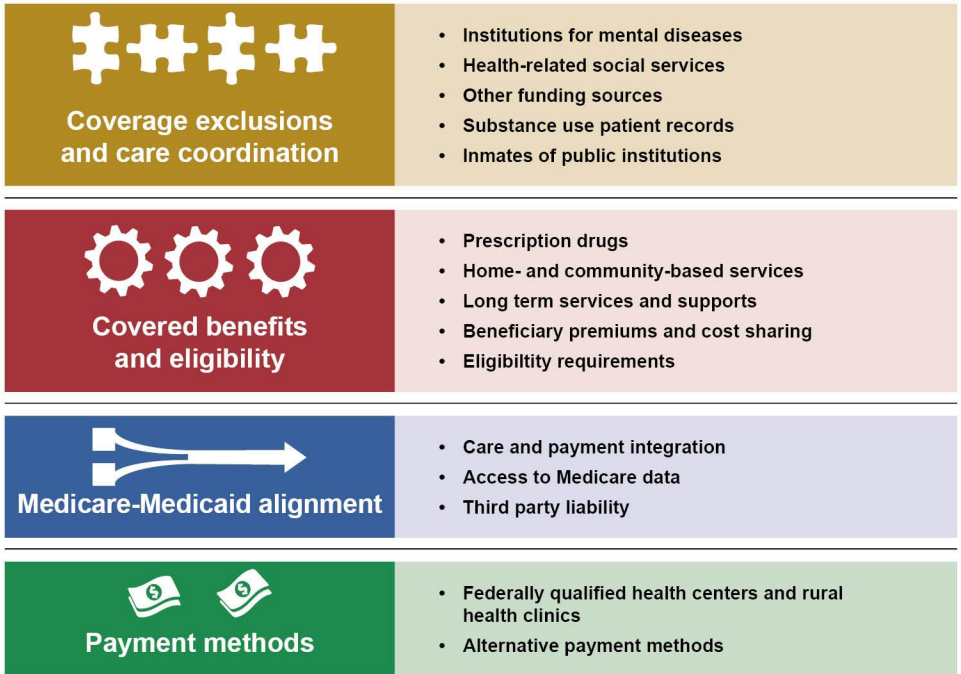 Coverage exclusions
and care coordination
• Institutions for mental diseases
• Health-related social services
• Other funding sources
• Substance use patient records
• Inmates of public institutions
Covered benefits
and eligibility
• Prescription drugs
• Home- and community-based services
• Long term services and supports
• Beneficiary premiums and cost sharing
• Eligibiltity requirements
Medicare-Medicaid alignment
• Care and payment integration
• Access to Medicare data
• Third party liability
Payment methods
• Federally qualified health centers and rural
health clinics
• Alternative payment methods